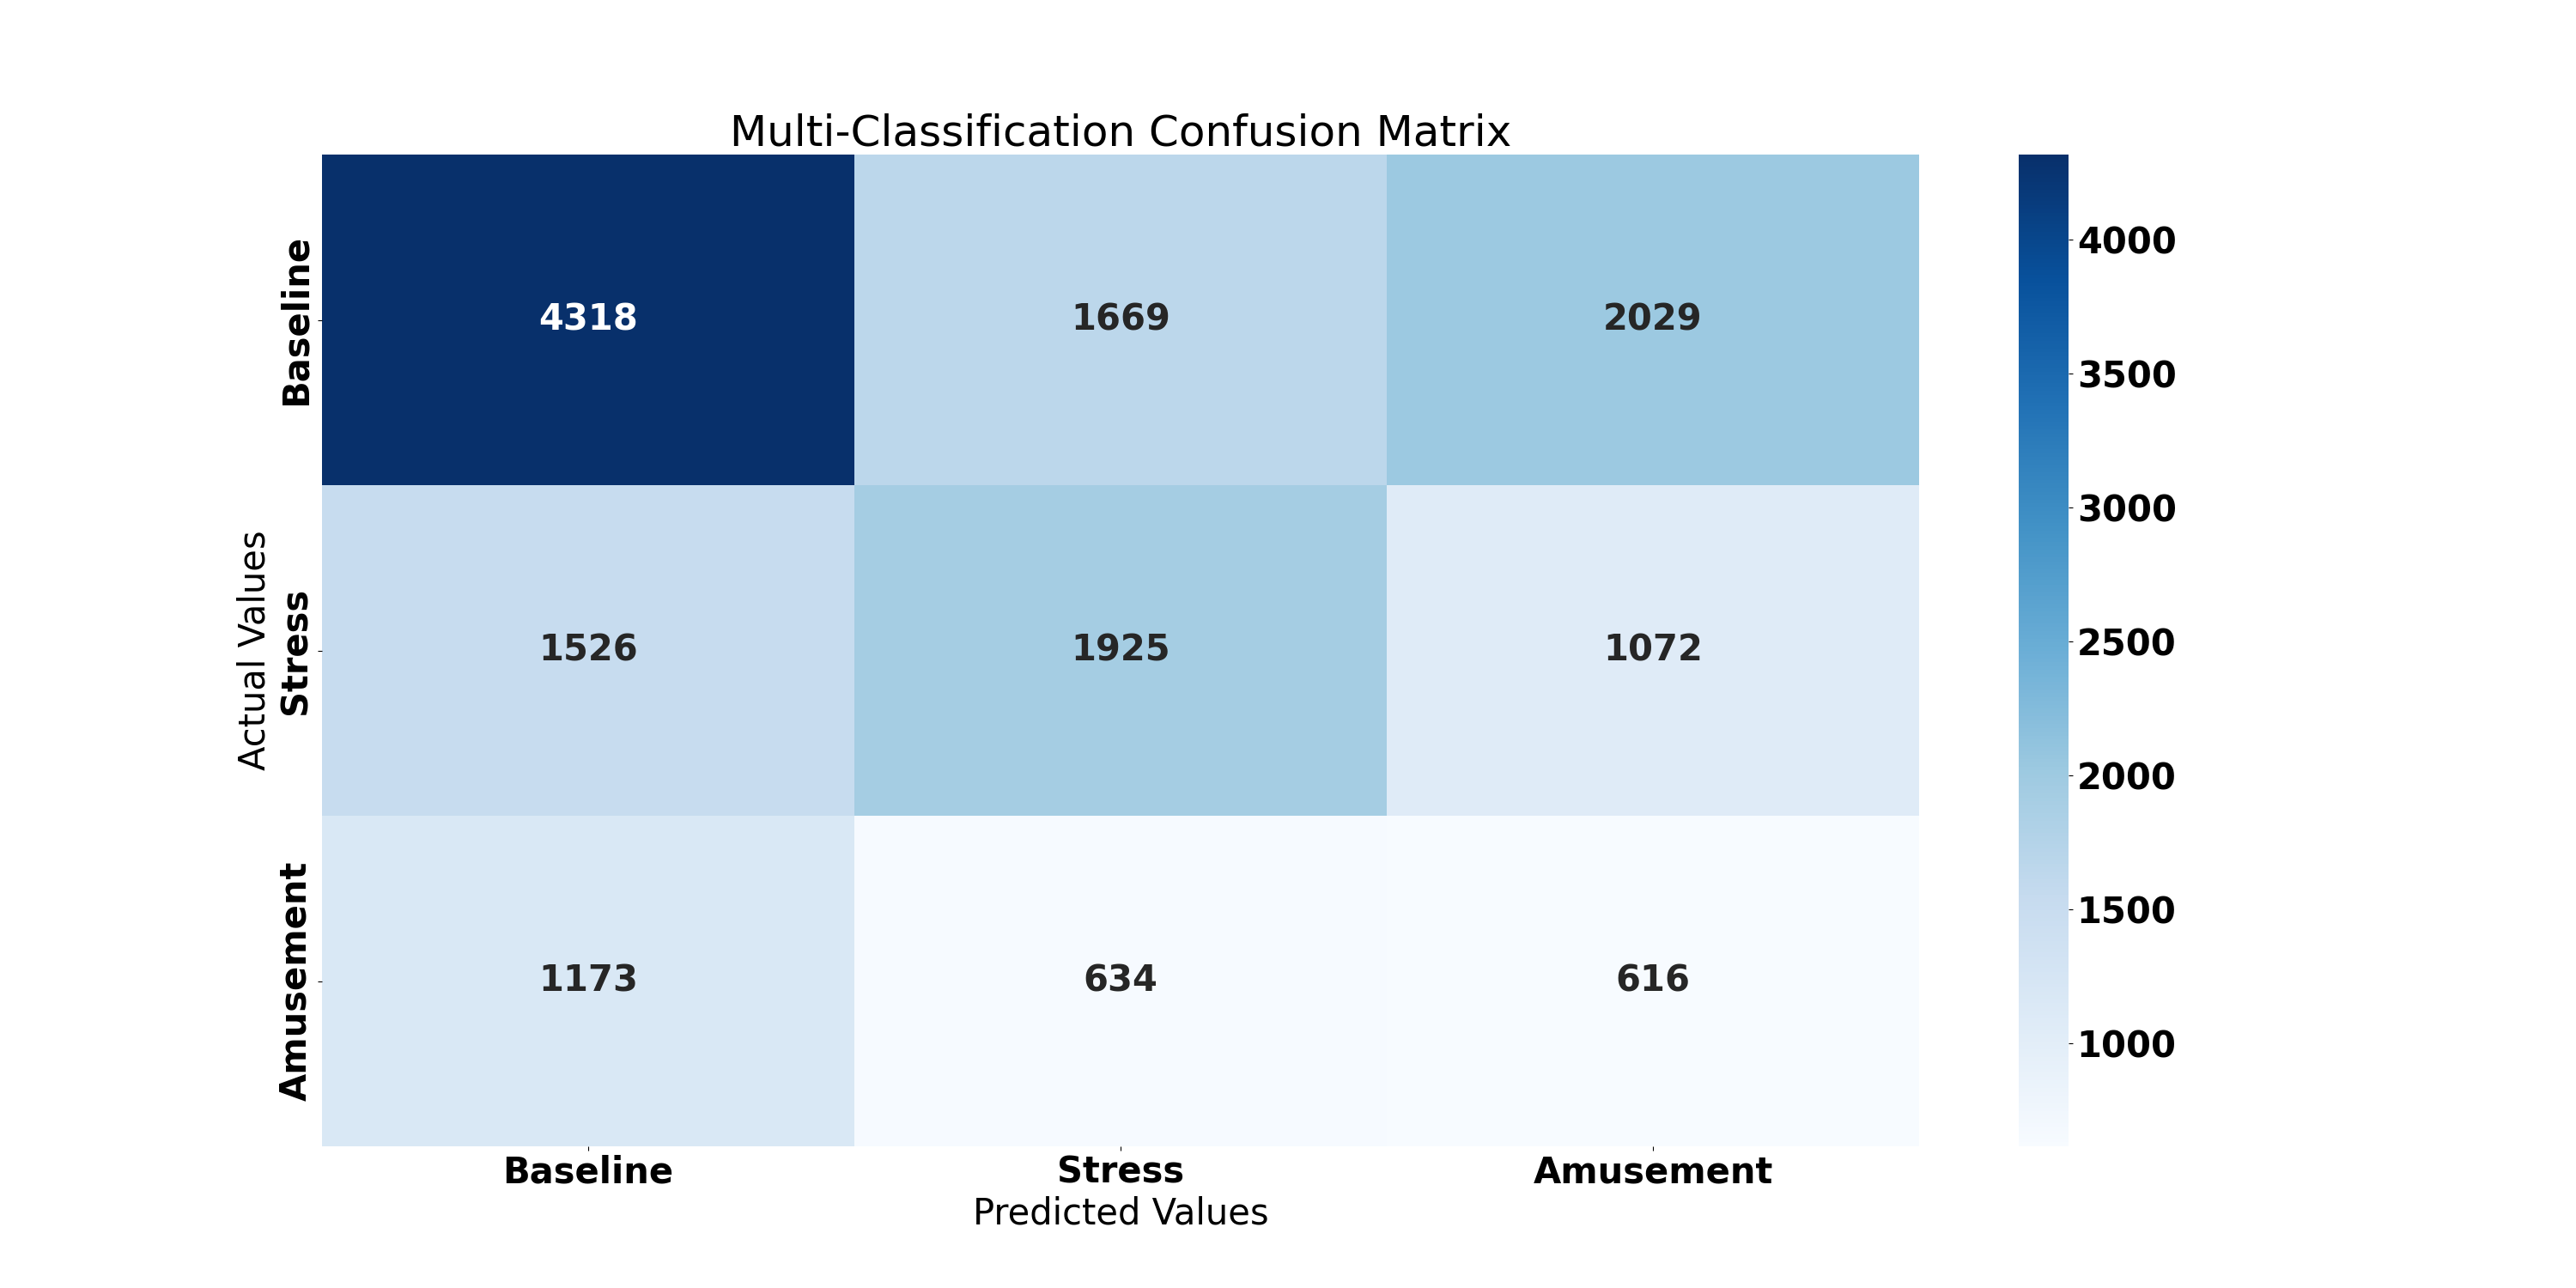 Multi-Classification Confusion Matrix
Actual Values
Baseline 4318 1669 2029
Stress 1526 1925 1072
Amusement 1173 634 616
Baseline Stress Amusement
Predicted Values
4000
3500
3000
2500
2000
1500
1000